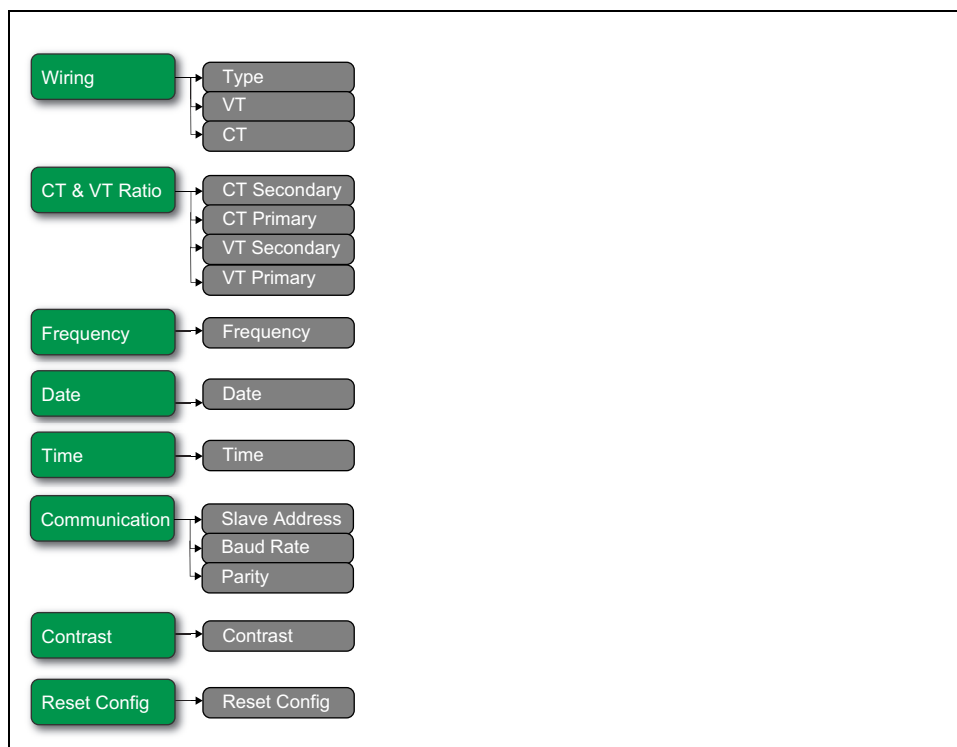 Wiring
Type
VT
CT
CT & VT Ratio
CT Secondary
CT Primary
VT Secondary
VT Primary
Frequency
Frequency
Date
Date
Time
Time
Communication
Slave Address
Baud Rate
Parity
Contrast
Contrast
Reset Config
Reset Config